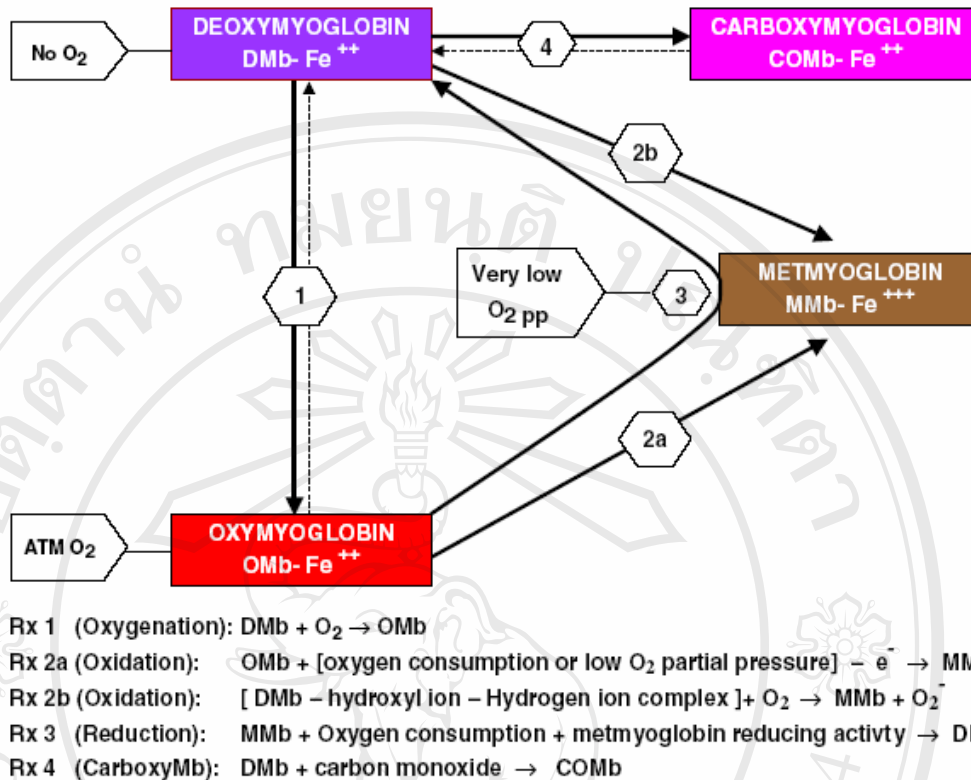 No O₂
DEOXYMYOGLOBIN
DMb- Fe ⁺⁺
4
CARBOXYMYOGLOBIN
COMb- Fe ⁺⁺
2b
1
Very low
O₂ pp
3
METMYOGLOBIN
MMb- Fe ⁺⁺⁺
2a
ATM O₂
OXYMYOGLOBIN
OMb- Fe ⁺⁺
Rx 1 (Oxygenation): DMb + O₂ → OMb
Rx 2a (Oxidation): OMb + [oxygen consumption or low O₂ partial pressure] – e⁻ → MM
Rx 2b (Oxidation): [ DMb – hydroxyl ion – Hydrogen ion complex ]+ O₂ → MMb + O₂⁻
Rx 3 (Reduction): MMb + Oxygen consumption + metmyoglobin reducing activty →
Rx 4 (CarboxyMb): DMb + carbon monoxide → COMb